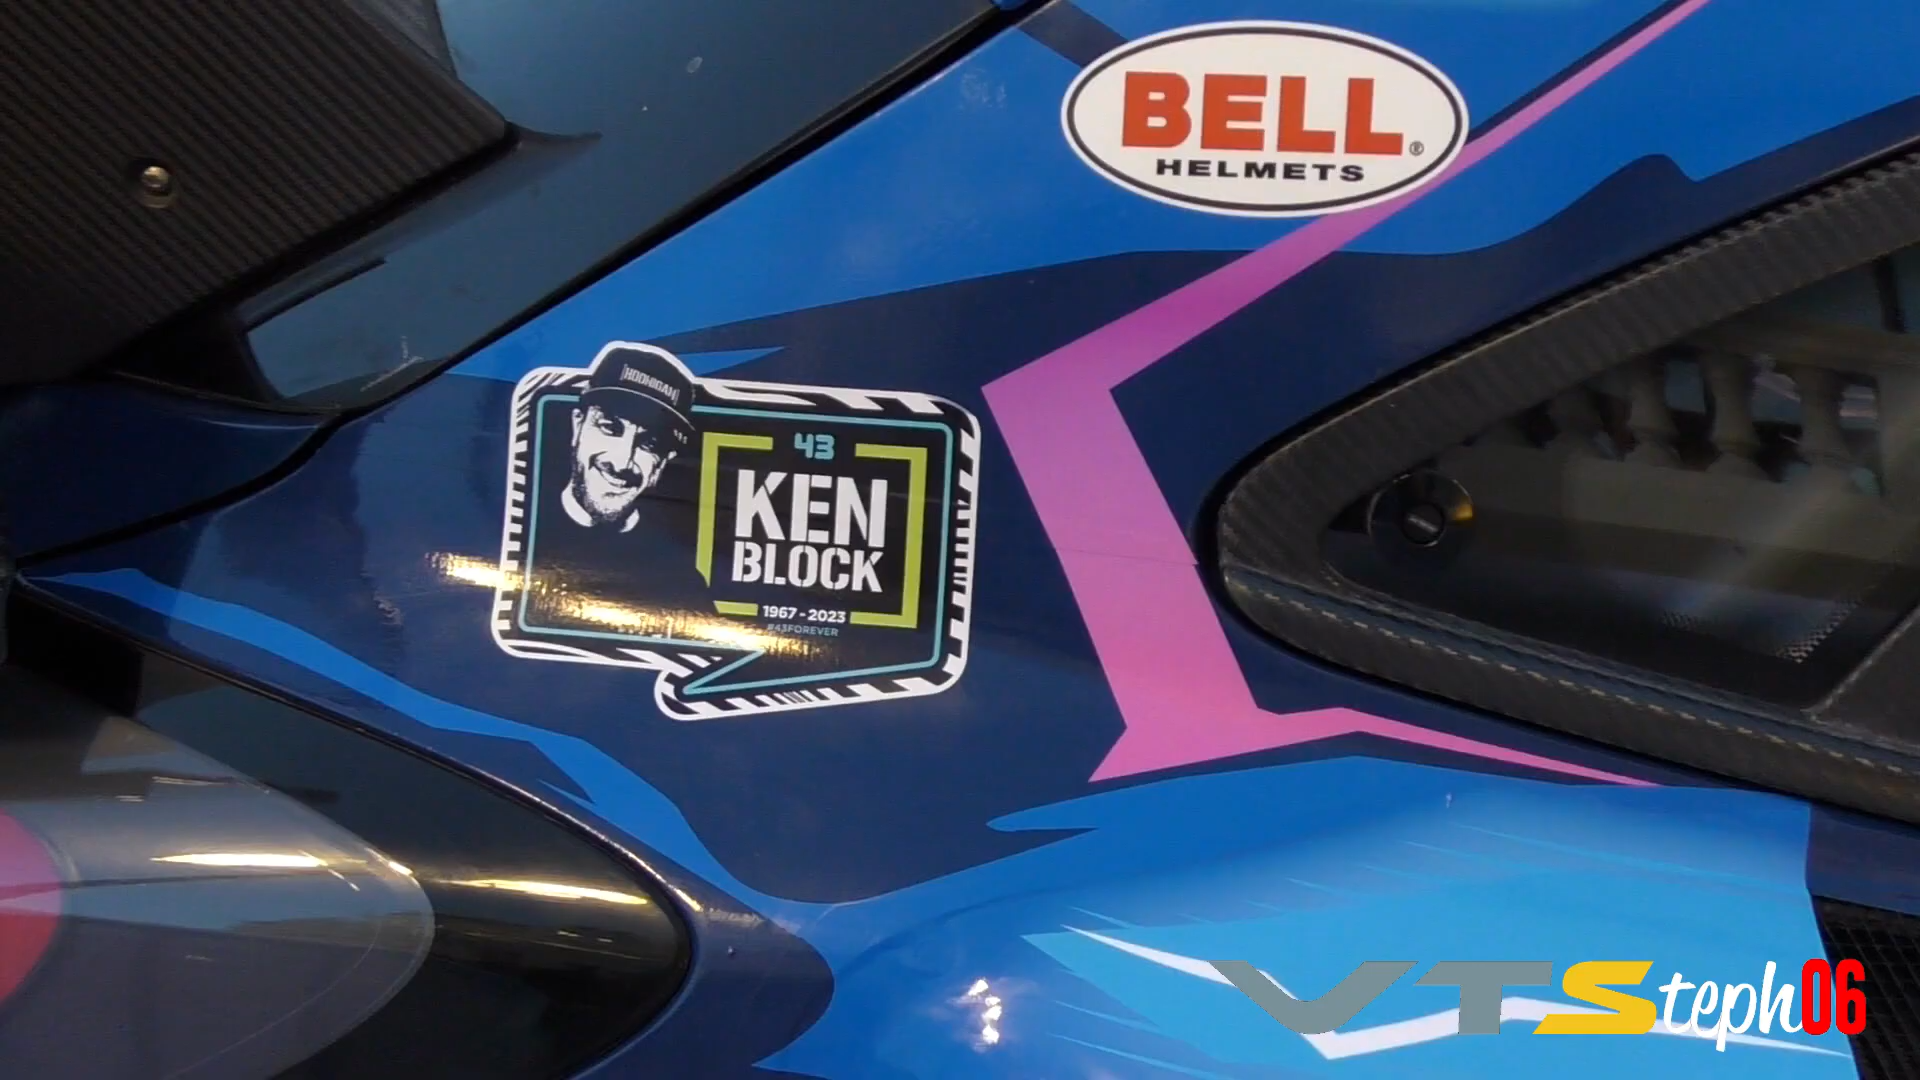 BELL®
HELMETS
HOONIGAN
43
KEN
BLOCK
1967 - 2023
#43FOREVER
VTSteph06